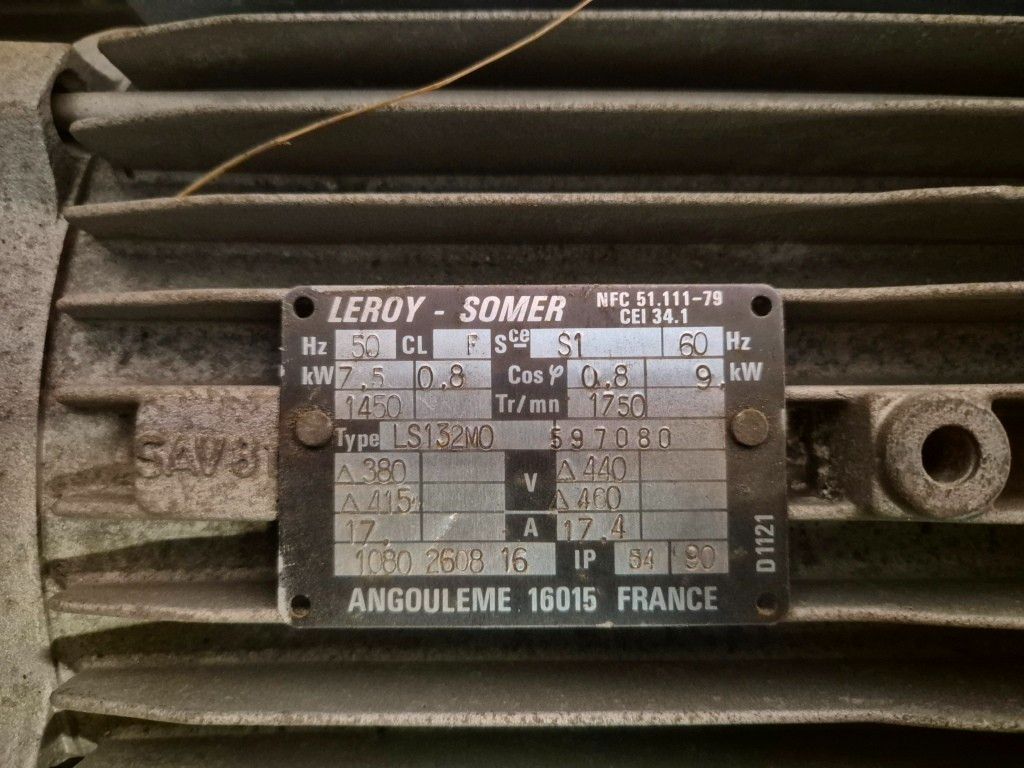 LEROY - SOMER NFC 51.111-79
CEI 34.1
Hz 50 CL F Sce S1 60 Hz
kW 7,5 0,8 Cos φ 0,8 9, kW
1450 Tr/mn 1750
Type LS132MO 597080
△380 V △440
△415 △460
17, A 17,4
1080 2608 16 IP 54 90
D1121
ANGOULEME 16015 FRANCE